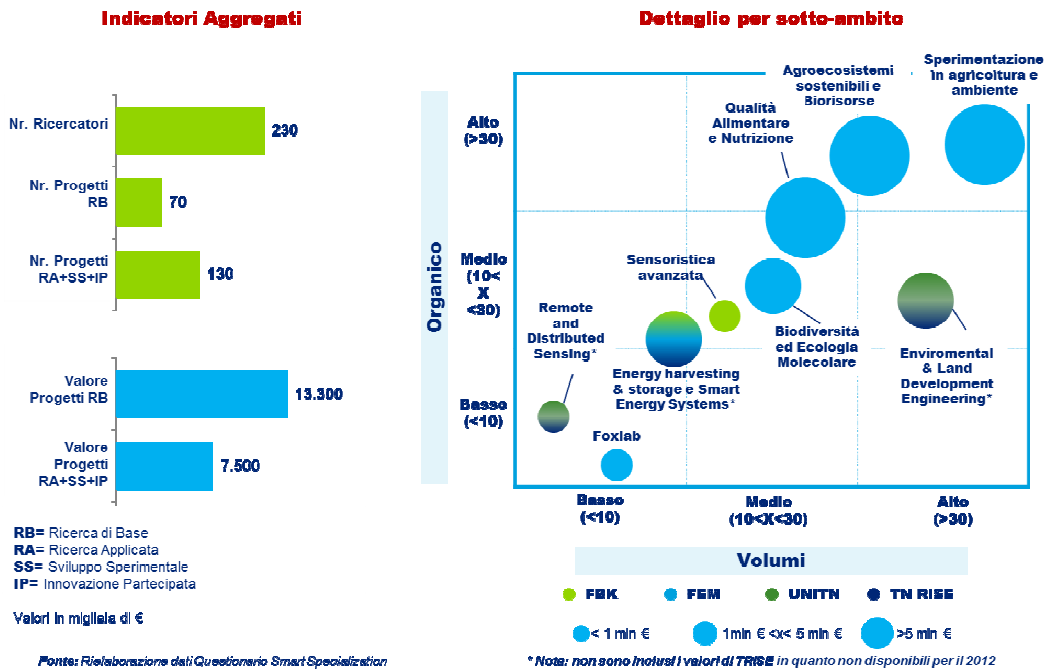 Indicatori Aggregati
Nr. Ricercatori
230
Nr. Progetti
RB
70
Nr. Progetti
RA+SS+IP
130
Valore
Progetti RB
13.300
Valore
Progetti
RA+SS+IP
7.500
RB= Ricerca di Base
RA= Ricerca Applicata
SS= Sviluppo Sperimentale
IP= Innovazione Partecipata
Valori in migliaia di €
Fonte: Rielaborazione dati Questionario Smart Specialization
Dettaglio per sotto-ambito
Organico
Alto
(>30)
Medio
(10<
X
<30)
Basso
(<10)
Sperimentazione
in agricoltura e
ambiente
Agroecosistemi
sostenibili e
Biorisorse
Qualità
Alimentare
e Nutrizione
Sensoristica
avanzata
Remote
and
Distributed
Sensing*
Biodiversità
ed Ecologia
Molecolare
Enviromental
& Land
Development
Engineering*
Energy harvesting
& storage e Smart
Energy Systems*
Foxlab
Basso
(<10)
Medio
(10<X<30)
Alto
(>30)
Volumi
FBK
FEM
UNITN
TN RISE
< 1 mln €
1mln € <x< 5 mln €
>5 mln €
* Nota: non sono inclusi i valori di TRISE in quanto non disponibili per il 2012